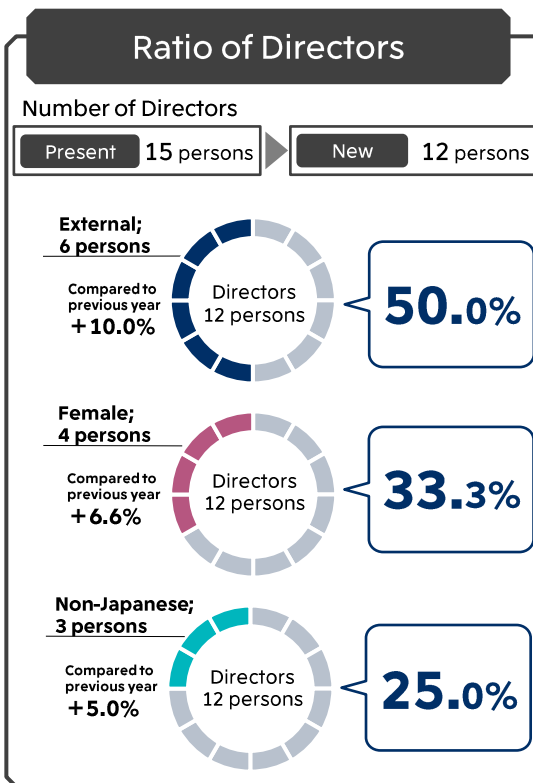 Ratio of Directors
Number of Directors
Present 15 persons New 12 persons
External;
6 persons
Compared to
previous year
+10.0%
Directors
12 persons
50.0%
Female;
4 persons
Compared to
previous year
+6.6%
Directors
12 persons
33.3%
Non-Japanese;
3 persons
Compared to
previous year
+5.0%
Directors
12 persons
25.0%